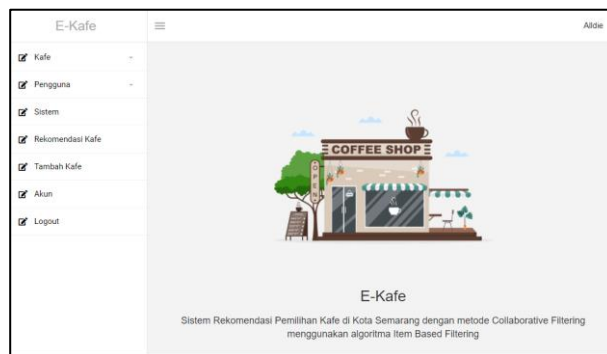 E-Kafe
Alldie
Kafe
Pengguna
Sistem
Rekomendasi Kafe
Tambah Kafe
Akun
Logout
COFFEE SHOP
OPEN
E-Kafe
Sistem Rekomendasi Pemilihan Kafe di Kota Semarang dengan metode Collaborative Filtering
menggunakan algoritma Item Based Filtering